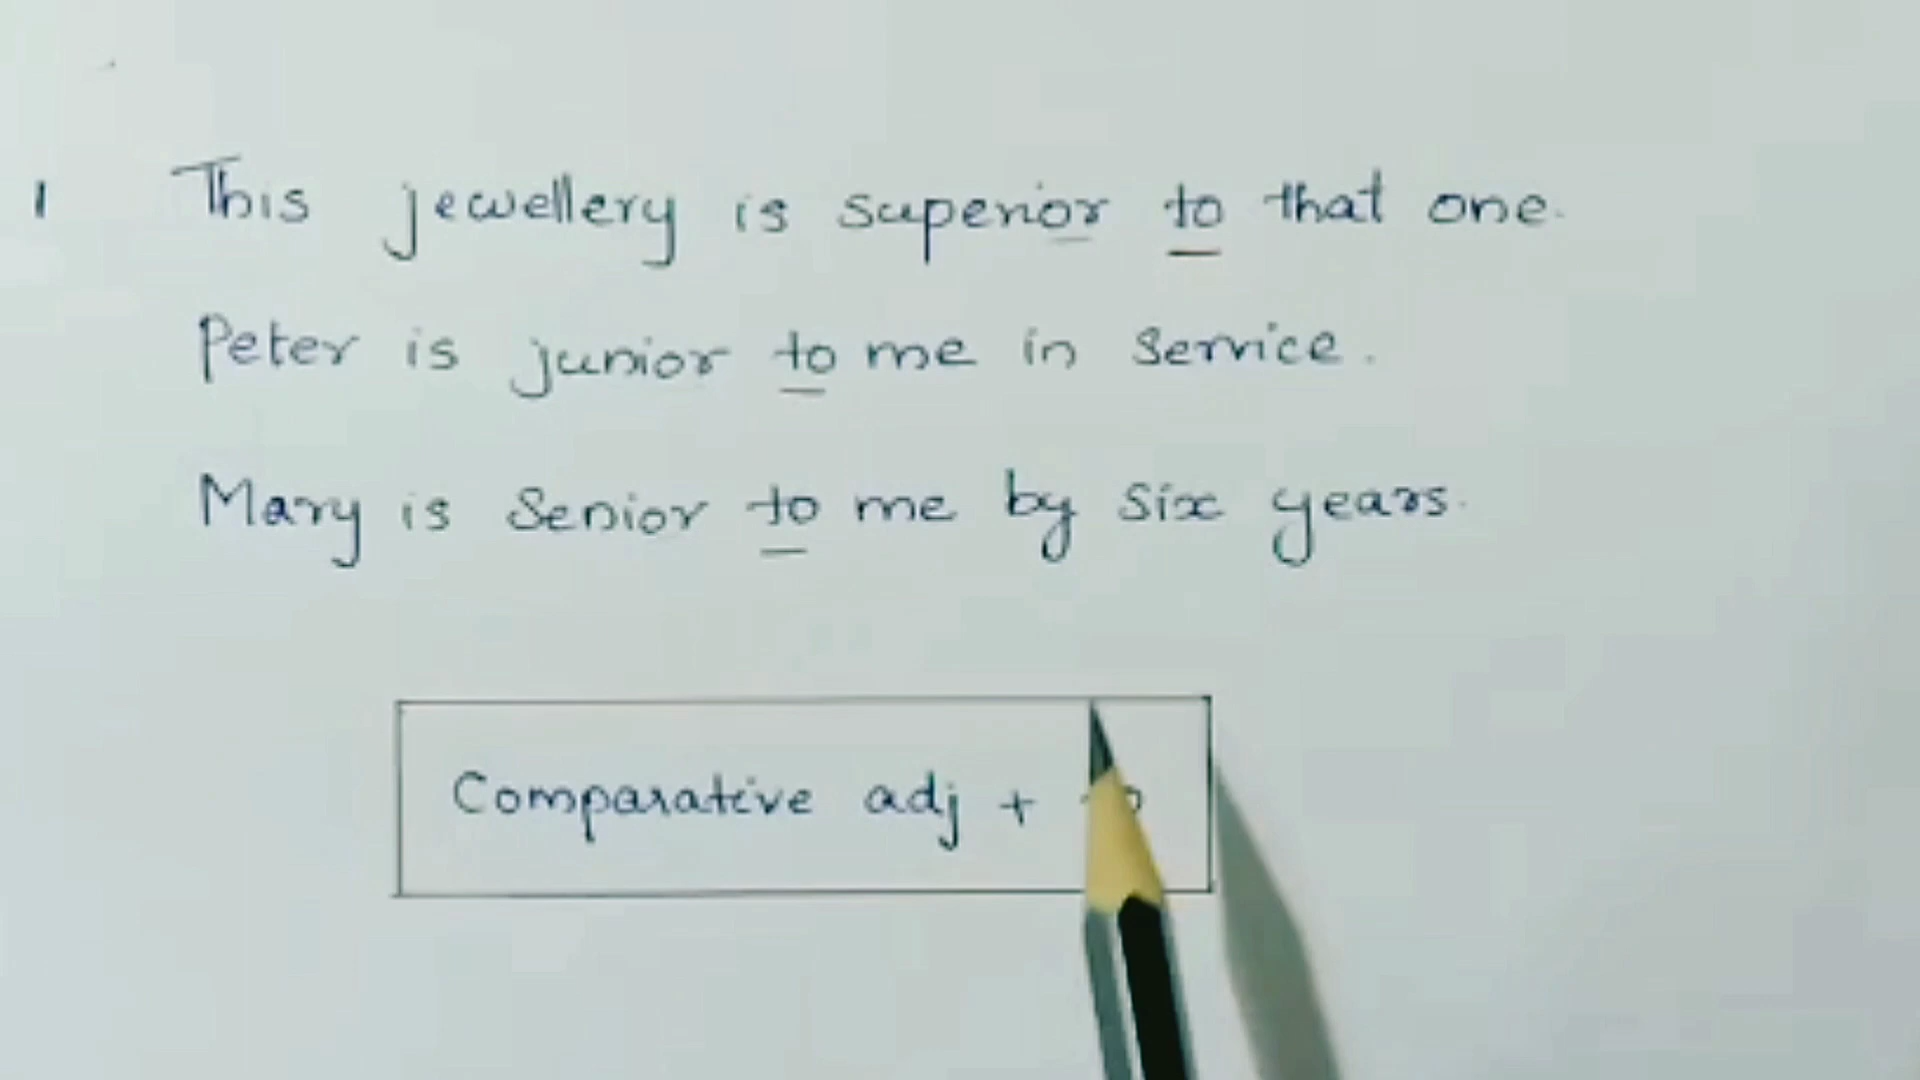 1 This jewellery is superior to that one.
Peter is junior to me in service.
Mary is senior to me by six years.
Comparative adj +